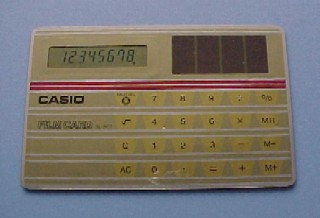 12345678.
CASIO 7 8 9 ÷ %
FILM CARD √ 4 5 6 × MR
C 1 2 3 − M−
AC 0 · = + M+